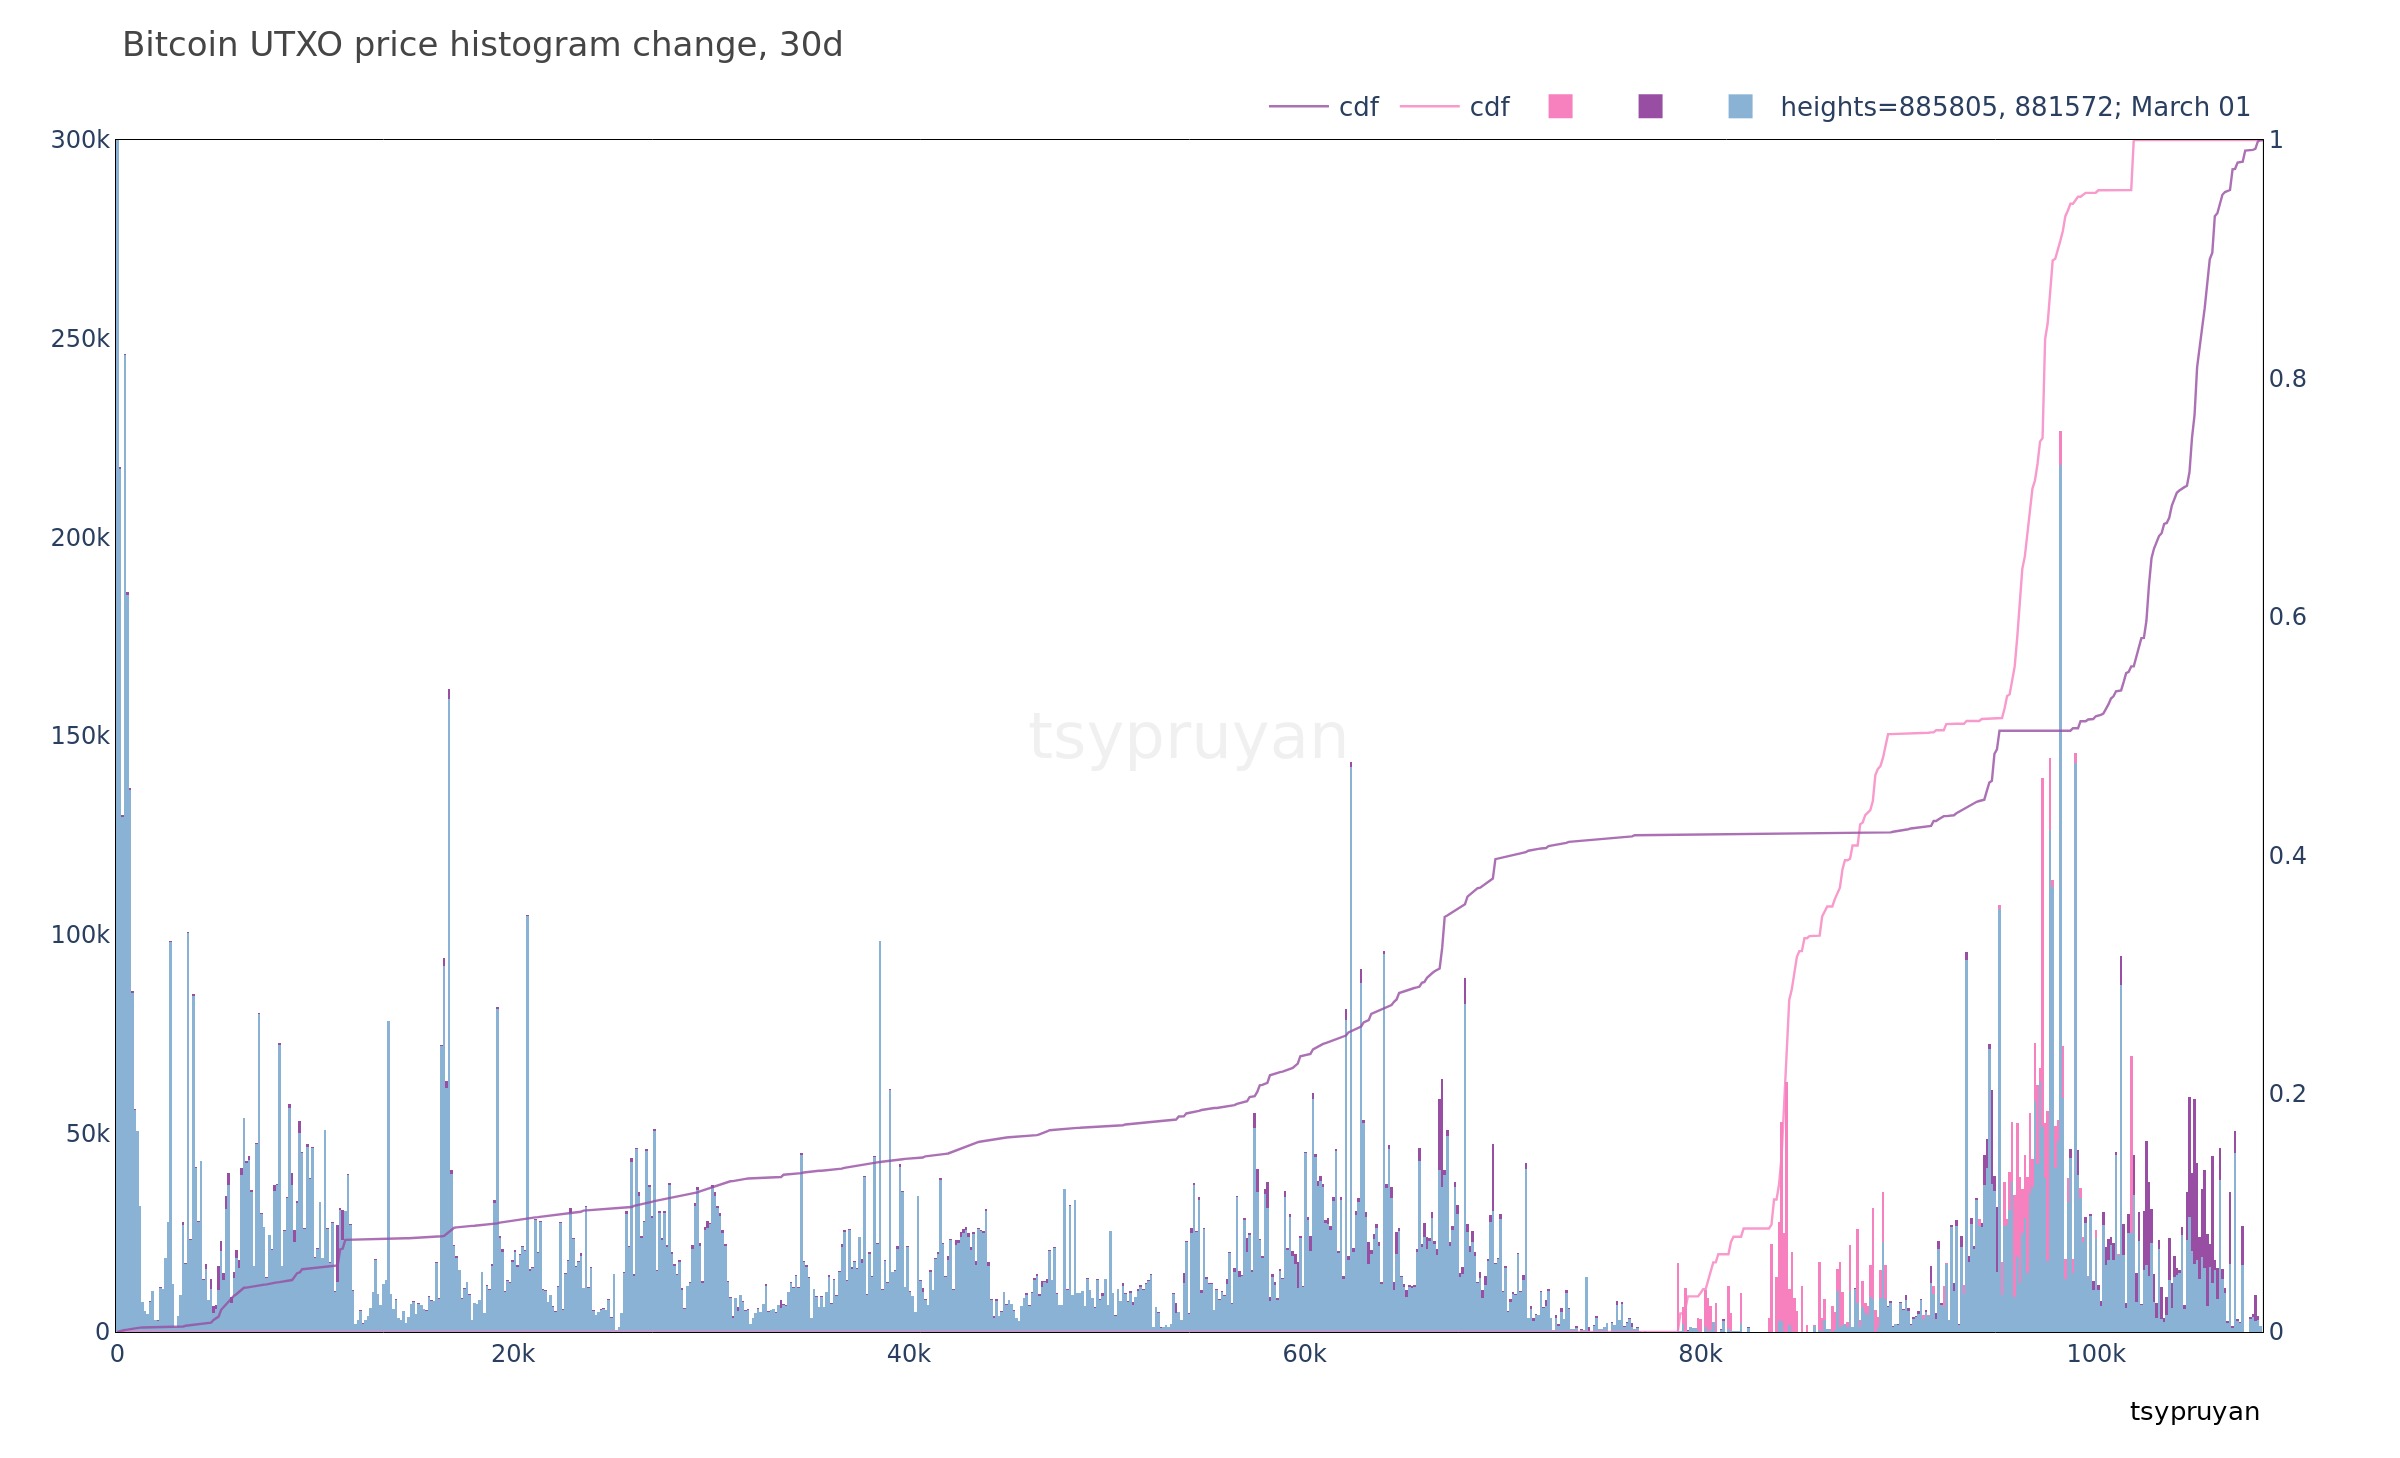 Bitcoin UTXO price histogram change, 30d
cdf cdf heights=885805, 881572; March 01
300k
250k
200k
150k
100k
50k
0
1
0.8
0.6
0.4
0.2
0
tsypruyan
0 20k 40k 60k 80k 100k
tsypruyan